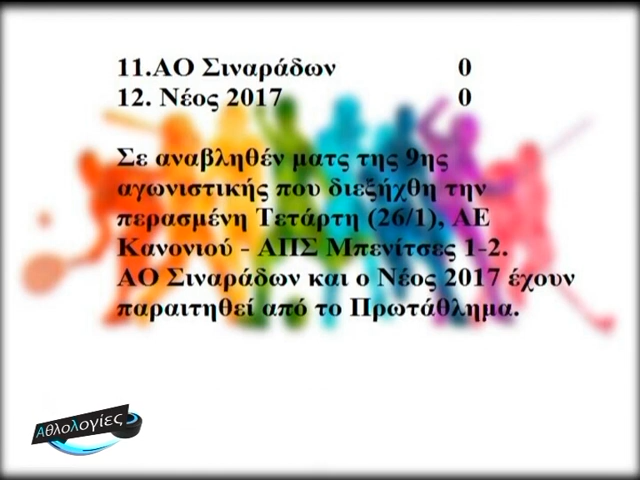 11.ΑΟ Σιναράδων 0
12. Νέος 2017 0
Σε αναβληθέν ματς της 9ης
αγωνιστικής που διεξήχθη την
περασμένη Τετάρτη (26/1), ΑΕ
Κανονιού - ΑΠΣ Μπενίτσες 1-2.
ΑΟ Σιναράδων και ο Νέος 2017 έχουν
παραιτηθεί από το Πρωτάθλημα.
Αθλολογίες